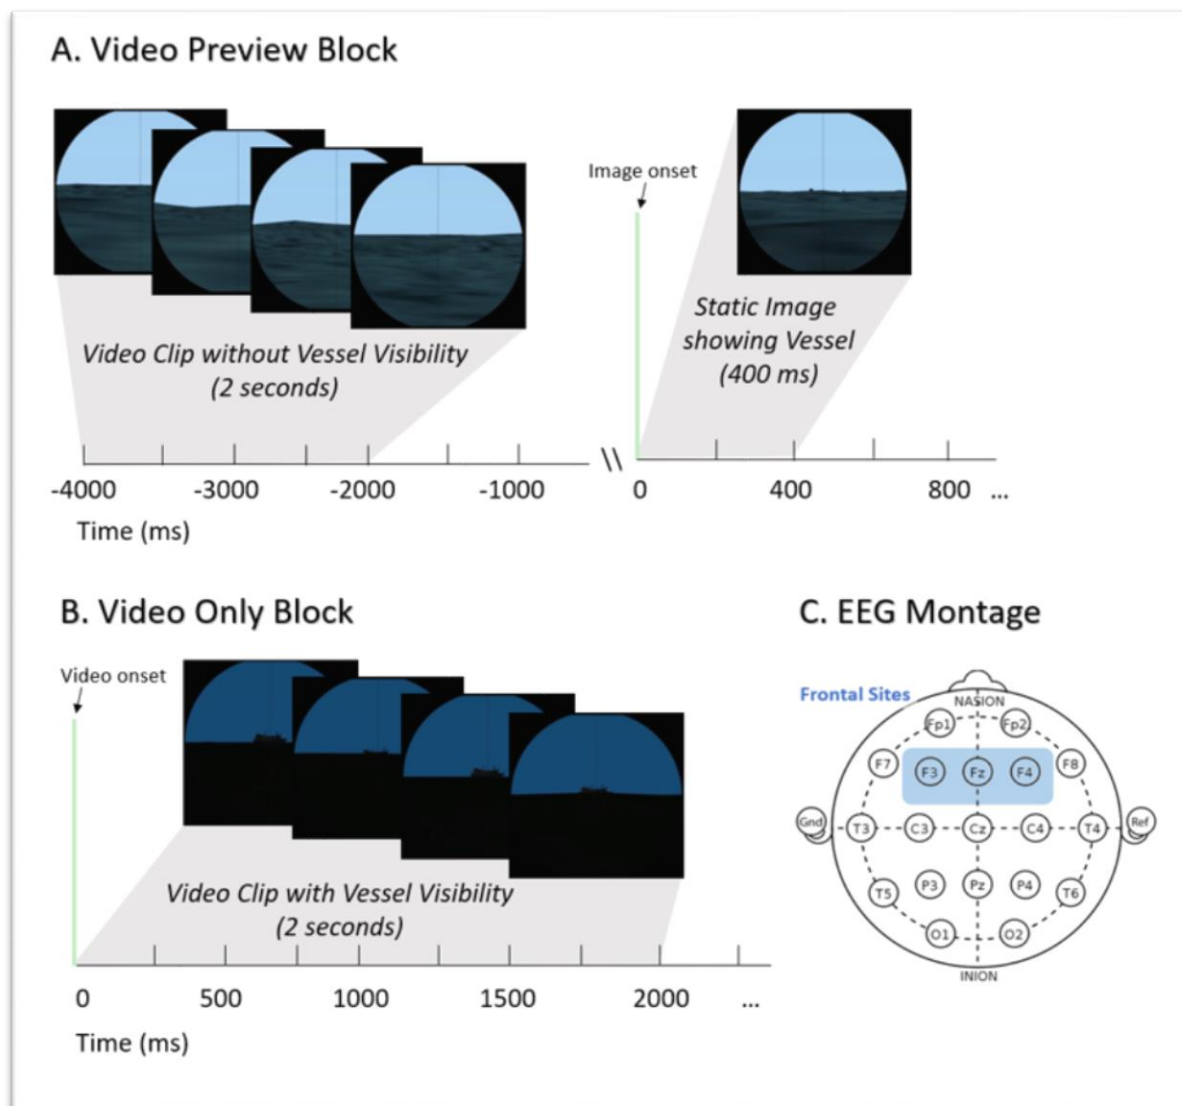 A. Video Preview Block
Image onset
Video Clip without Vessel Visibility
(2 seconds)
Static Image
showing Vessel
(400 ms)
-4000 -3000 -2000 -1000 \\ 0 400 800 ...
Time (ms)
B. Video Only Block
Video onset
Video Clip with Vessel Visibility
(2 seconds)
0 500 1000 1500 2000 ...
Time (ms)
C. EEG Montage
Frontal Sites
NASION
Fp1 Fp2
F7 F3 Fz F4 F8
Gnd T3 C3 Cz C4 T4 Ref
T5 P3 Pz P4 T6
O1 O2
INION